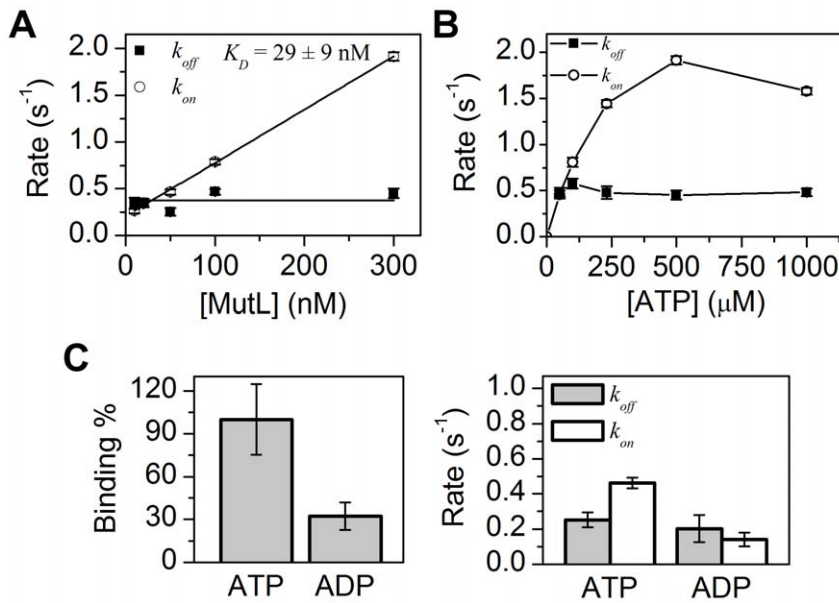 A
k_off K_D = 29 ± 9 nM
k_on
Rate (s⁻¹)
2.0
1.5
1.0
0.5
0.0
0 100 200 300
[MutL] (nM)
B
k_off
k_on
Rate (s⁻¹)
2.0
1.5
1.0
0.5
0.0
0 250 500 750 1000
[ATP] (μM)
C
Binding %
120
90
60
30
0
ATP ADP
k_off
k_on
Rate (s⁻¹)
1.0
0.8
0.6
0.4
0.2
0.0
ATP ADP